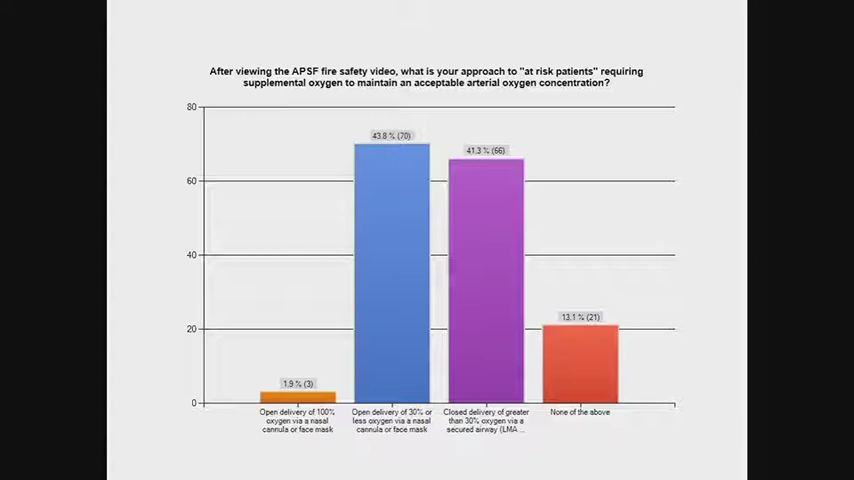 After viewing the APSF fire safety video, what is your approach to "at risk patients" requiring
supplemental oxygen to maintain an acceptable arterial oxygen concentration?
80
60
40
20
0
43.8 % (70)
41.3 % (66)
13.1 % (21)
1.9 % (3)
Open delivery of 100%
oxygen via a nasal
cannula or face mask
Open delivery of 30% or
less oxygen via a nasal
cannula or face mask
Closed delivery of greater
than 30% oxygen via a
secured airway (LMA ...
None of the above